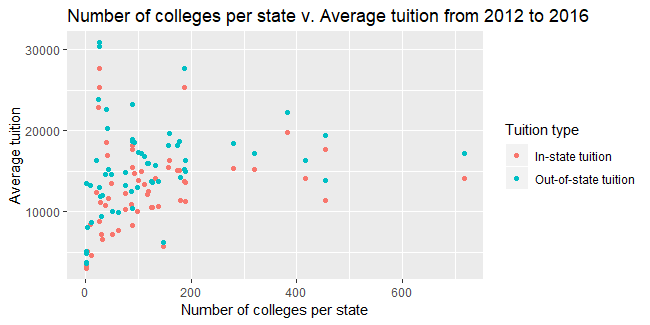 Number of colleges per state v. Average tuition from 2012 to 2016
30000
20000
10000
Average tuition
0
200
400
600
Number of colleges per state
Tuition type
In-state tuition
Out-of-state tuition